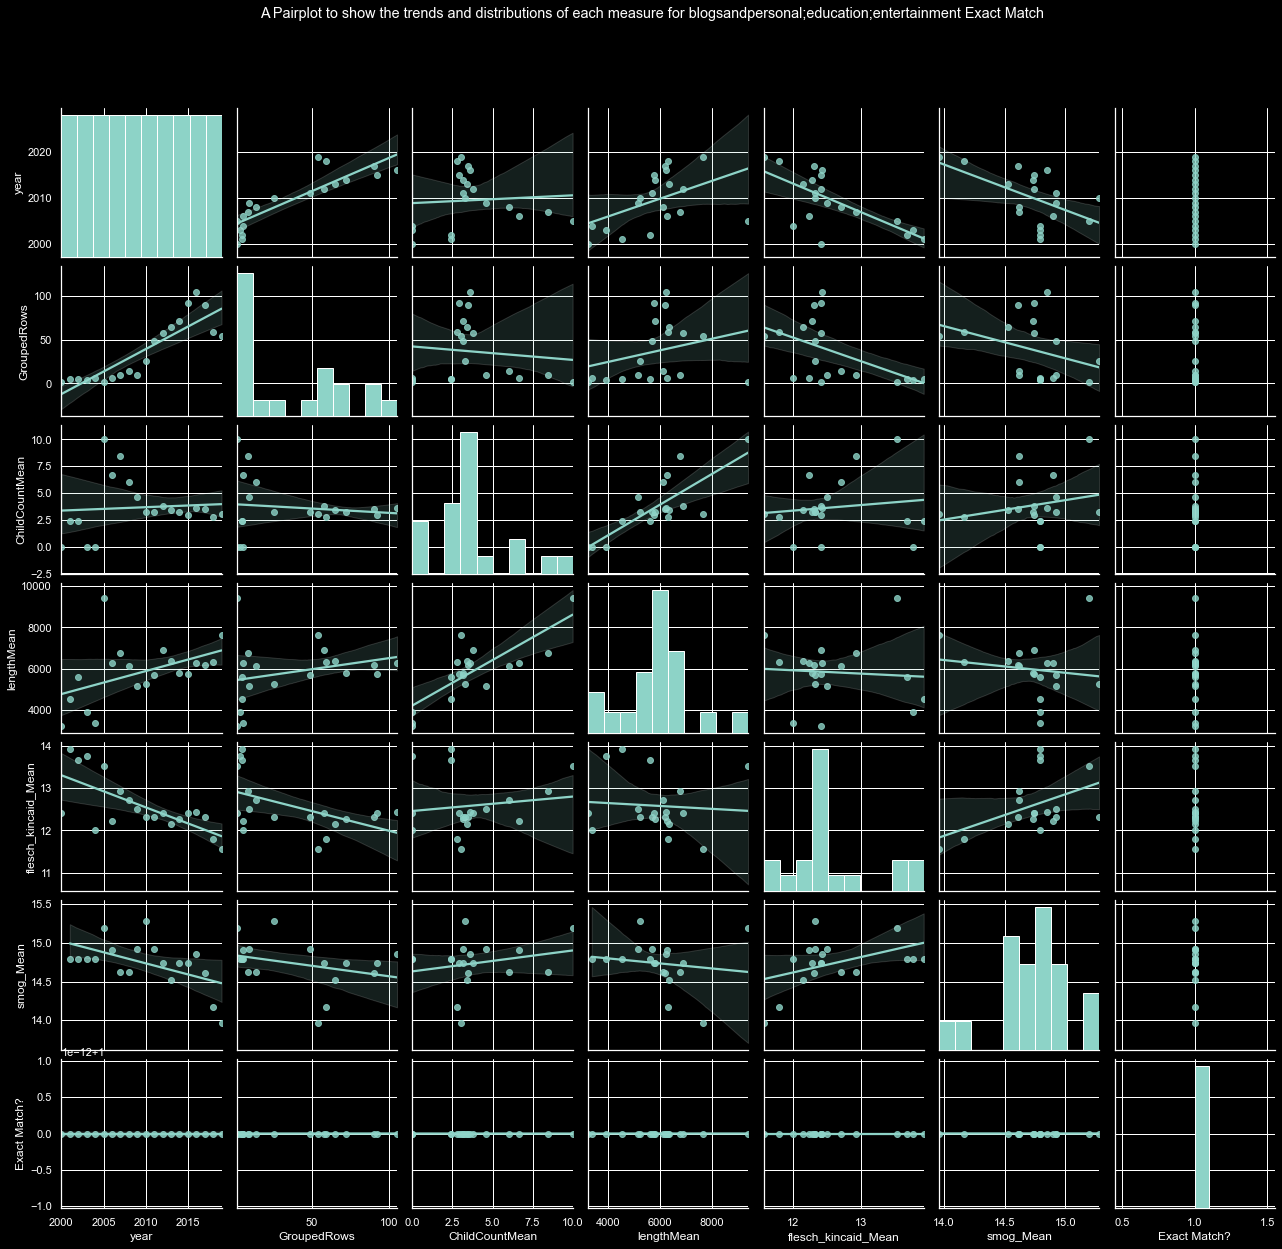 A Pairplot to show the trends and distributions of each measure for blogsandpersonal;education;entertainment Exact Match
2020
2010
2000
year
100
50
0
GroupedRows
10.0
7.5
5.0
2.5
0.0
−2.5
ChildCountMean
10000
8000
6000
4000
lengthMean
14
13
12
11
flesch_kincaid_Mean
15.5
15.0
14.5
14.0
smog_Mean
1e−12+1
1.0
0.5
0.0
−0.5
−1.0
Exact Match?
2000 2005 2010 2015 50 100 0.0 2.5 5.0 7.5 10.0 4000 6000 8000 12 13 14.0 14.5 15.0 0.5 1.0 1.5
year GroupedRows ChildCountMean lengthMean flesch_kincaid_Mean smog_Mean Exact Match?